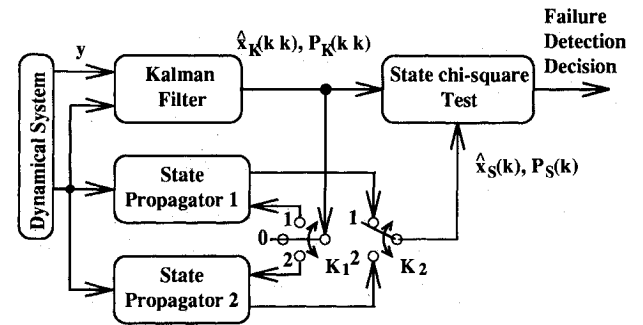 Failure
Detection
Decision
y
x̂K(k k), PK(k k)
Kalman
Filter
State chi-square
Test
Dynamical System
x̂S(k), PS(k)
State
Propagator 1
1
1
0
2
K1
2
K2
State
Propagator 2